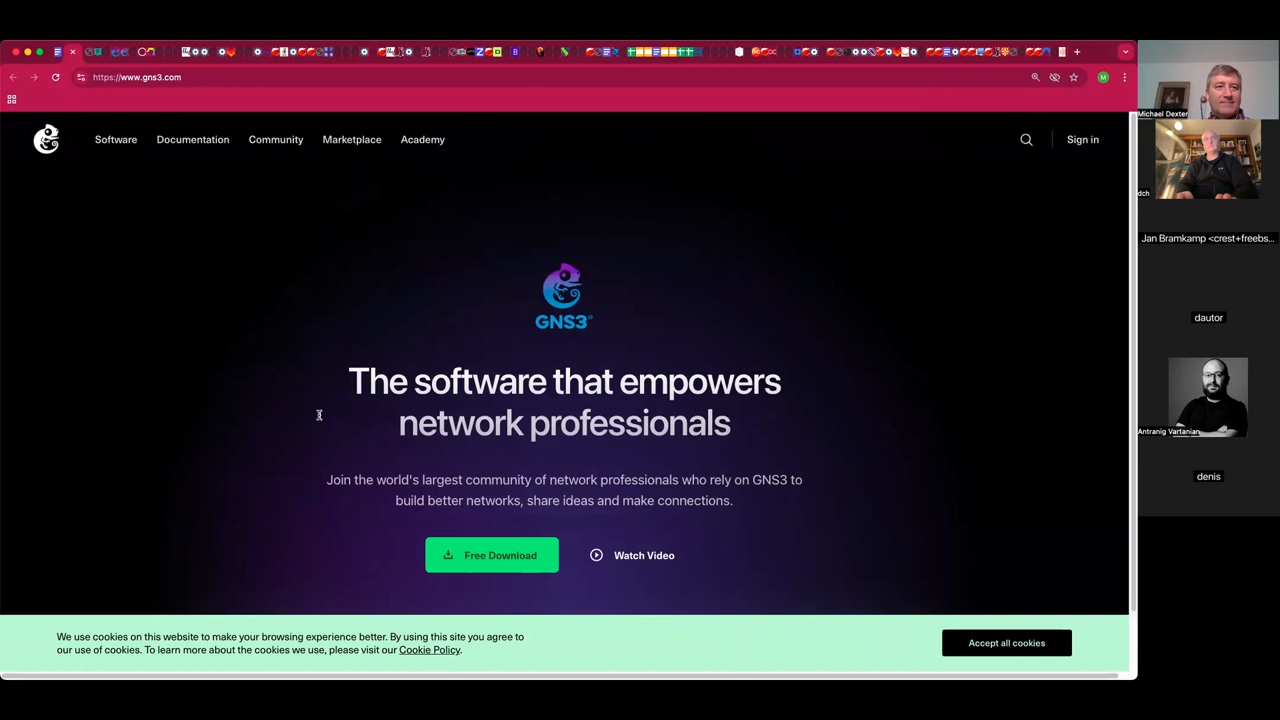 https://www.gns3.com
M
Software
Documentation
Community
Marketplace
Academy
Sign in
GNS3
The software that empowers
network professionals
Join the world's largest community of network professionals who rely on GNS3 to
build better networks, share ideas and make connections.
Free Download
Watch Video
We use cookies on this website to make your browsing experience better. By using this site you agree to
our use of cookies. To learn more about the cookies we use, please visit our Cookie Policy.
Accept all cookies
Michael Dexter
dch
Jan Bramkamp <crest+freebs...
dautor
Antranig Vartanian
denis